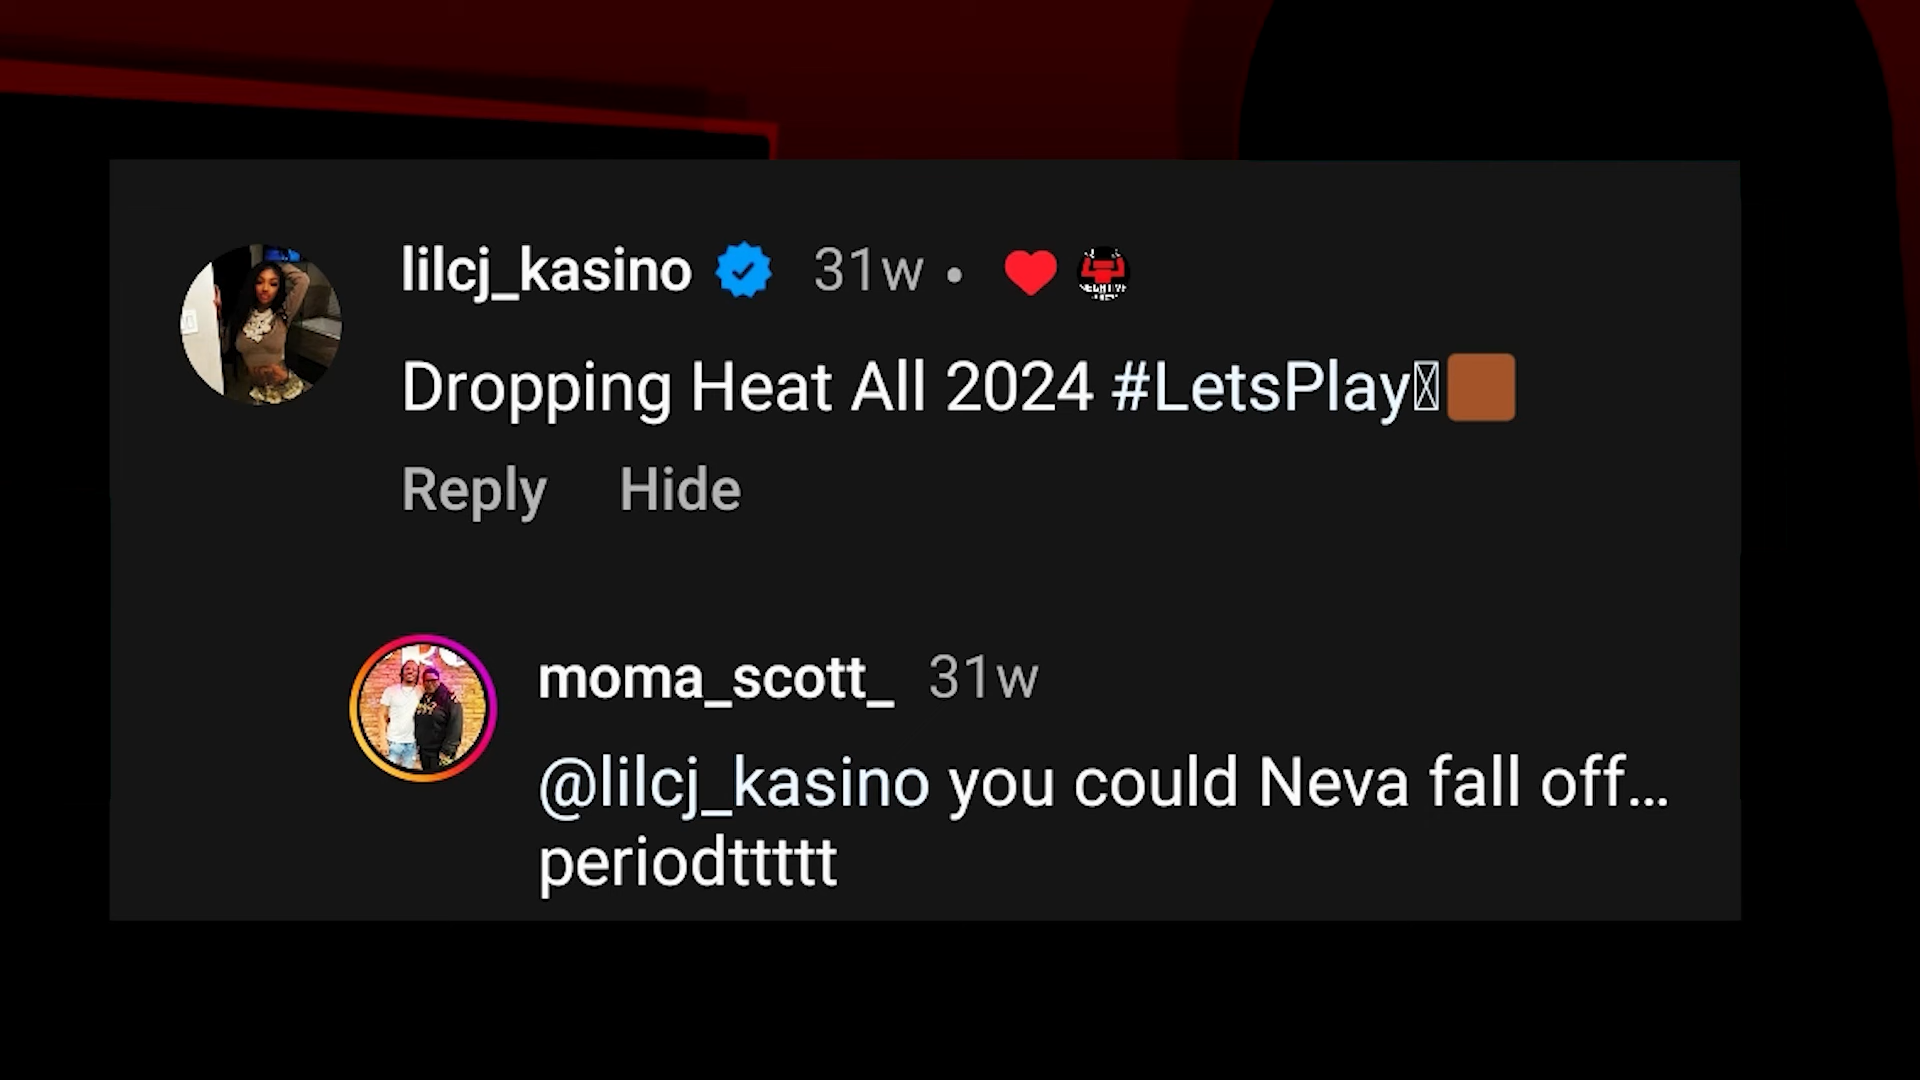 lilcj_kasino 31w •
Dropping Heat All 2024 #LetsPlay
Reply Hide
moma_scott_ 31w
@lilcj_kasino you could Neva fall off...
periodttttt